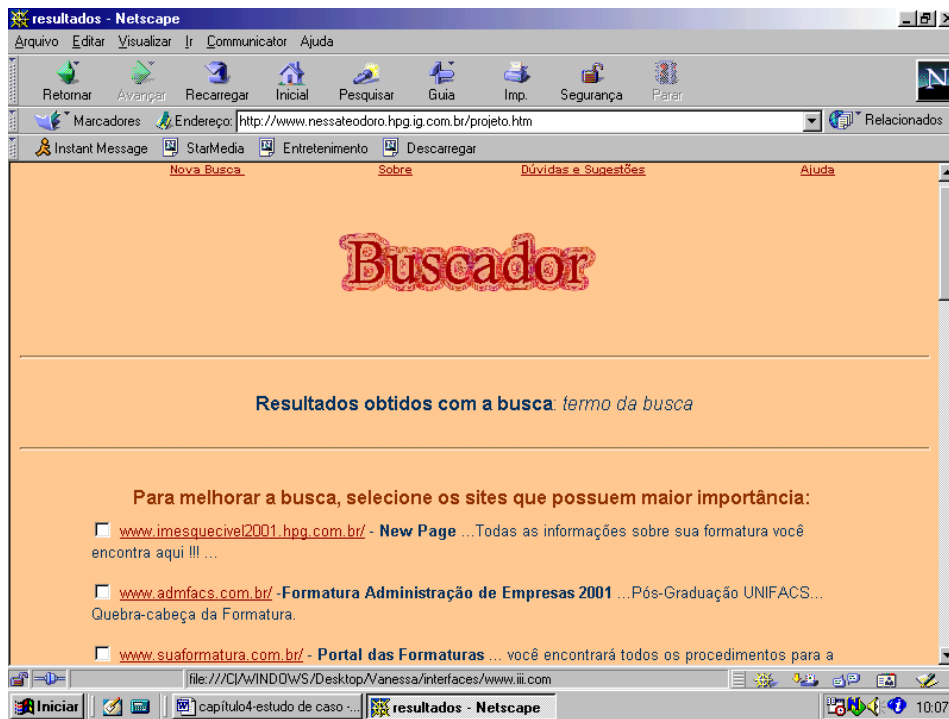 resultados - Netscape
Arquivo Editar Visualizar Ir Communicator Ajuda
Retornar Avançar Recarregar Inicial Pesquisar Guia Imp. Segurança Parar
N
Marcadores Endereço: http://www.nessateodoro.hpg.ig.com.br/projeto.htm Relacionados
Instant Message StarMedia Entretenimento Descarregar
Nova Busca Sobre Dúvidas e Sugestões Ajuda
Buscador
Resultados obtidos com a busca: termo da busca
Para melhorar a busca, selecione os sites que possuem maior importância:
www.imesquecivel2001.hpg.com.br/ - New Page ...Todas as informações sobre sua formatura você
encontra aqui !!! ...
www.admfacs.com.br/ -Formatura Administração de Empresas 2001 ...Pós-Graduação UNIFACS...
Quebra-cabeça da Formatura.
www.suaformatura.com.br/ - Portal das Formaturas ... você encontrará todos os procedimentos para a
file:///C|/WINDOWS/Desktop/Vanessa/interfaces/www.iii.com
Iniciar capítulo4-estudo de caso -... resultados - Netscape 10:07